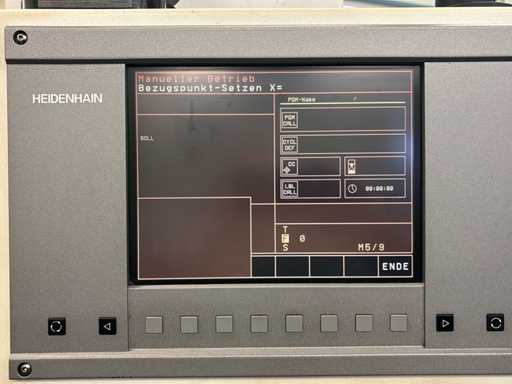 HEIDENHAIN
Manueller Betrieb
Bezugspunkt-Setzen X=
PGM-Name /
PGM
CALL
SOLL
CYCL
DEF
CC
LBL
CALL
00:00:00
T
F 0
S M5/9
ENDE